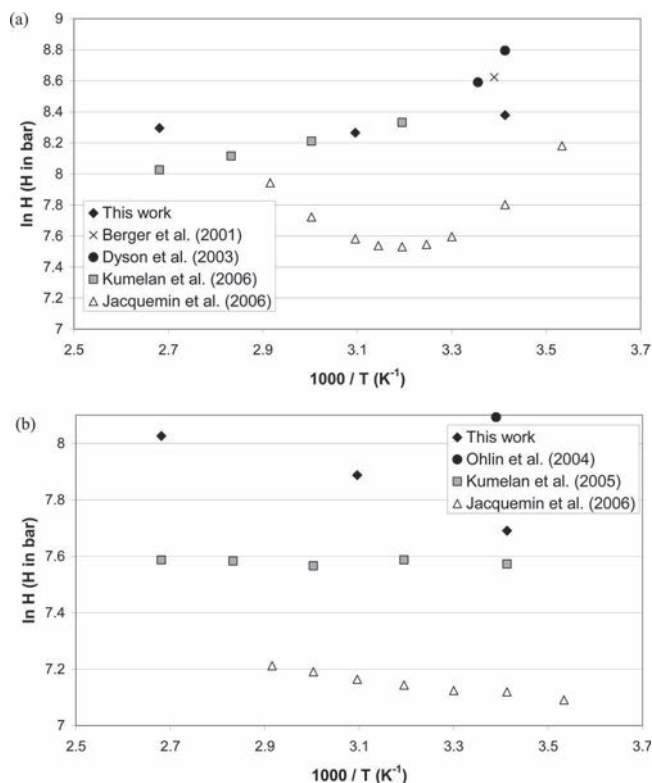 (a)
9
8.8
8.6
8.4
8.2
8
7.8
7.6
7.4
7.2
7
ln H (H in bar)
This work
Berger et al. (2001)
Dyson et al. (2003)
Kumelan et al. (2006)
Jacquemin et al. (2006)
2.5 2.7 2.9 3.1 3.3 3.5 3.7
1000 / T (K-1)
(b)
8
7.8
7.6
7.4
7.2
7
ln H (H in bar)
This work
Ohlin et al. (2004)
Kumelan et al. (2005)
Jacquemin et al. (2006)
2.5 2.7 2.9 3.1 3.3 3.5 3.7
1000 / T (K-1)